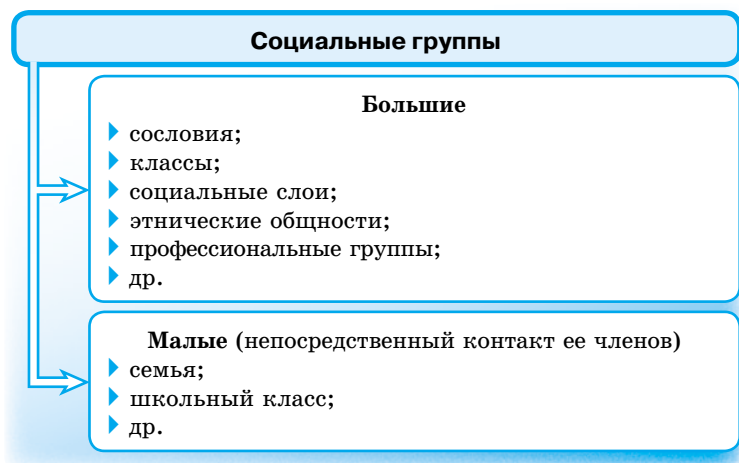 Социальные группы
Большие
сословия;
классы;
социальные слои;
этнические общности;
профессиональные группы;
др.
Малые (непосредственный контакт ее членов)
семья;
школьный класс;
др.